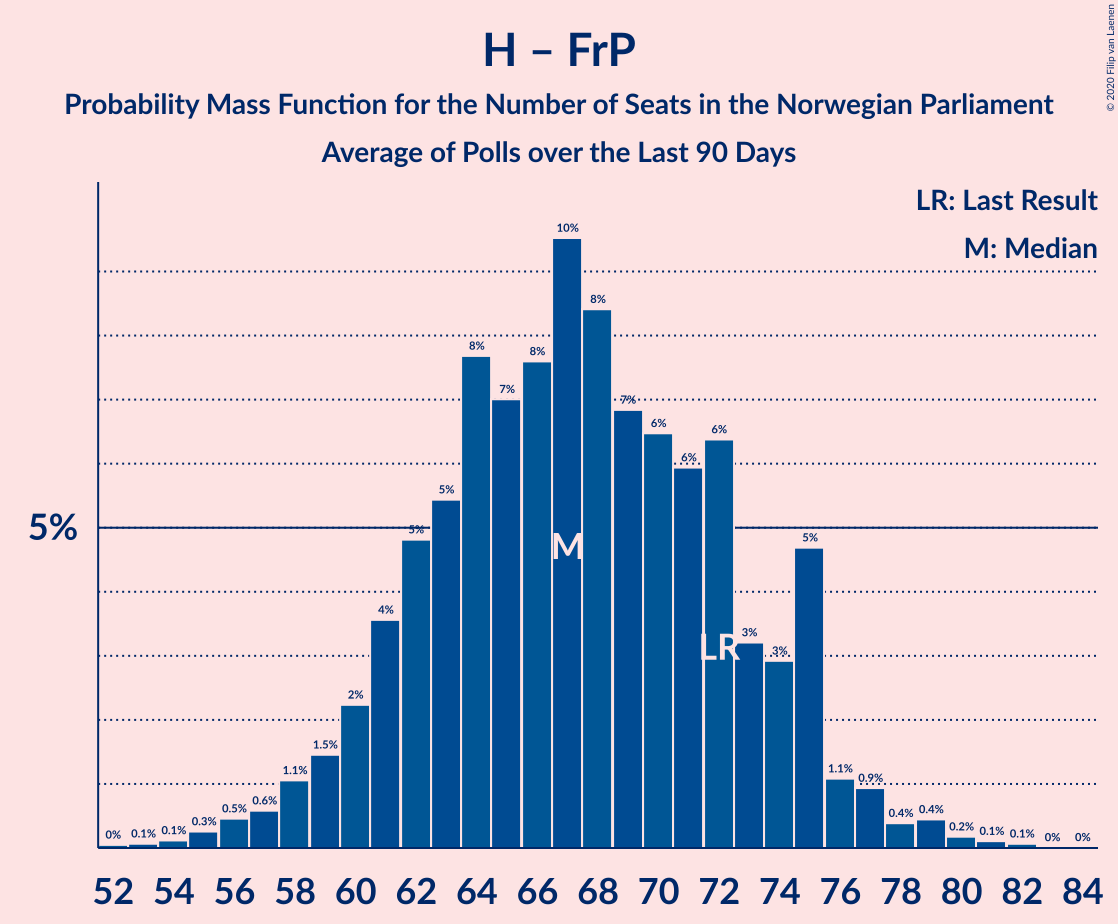 H – FrP
Probability Mass Function for the Number of Seats in the Norwegian Parliament
Average of Polls over the Last 90 Days
© 2020 Filip van Laenen
LR: Last Result
M: Median
5%
0% 0.1% 0.1% 0.3% 0.5% 0.6% 1.1% 1.5% 2% 4% 5% 5% 8% 7% 8% 10% 8% 7% 6% 6% 6% 3% 3% 5% 1.1% 0.9% 0.4% 0.4% 0.2% 0.1% 0.1% 0% 0%
M
LR
52 54 56 58 60 62 64 66 68 70 72 74 76 78 80 82 84